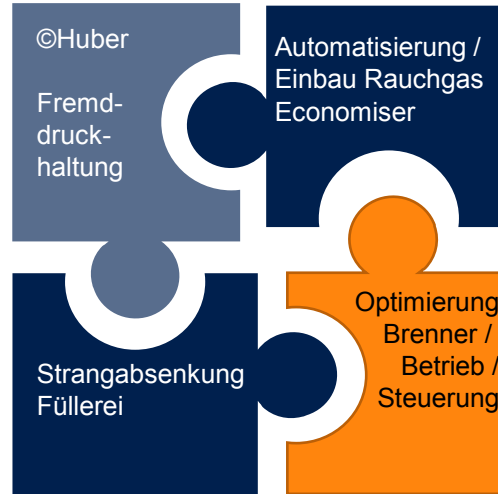 ©Huber
Fremd-
druck-
haltung
Automatisierung /
Einbau Rauchgas
Economiser
Strangabsenkung
Füllerei
Optimierung
Brenner /
Betrieb /
Steuerung